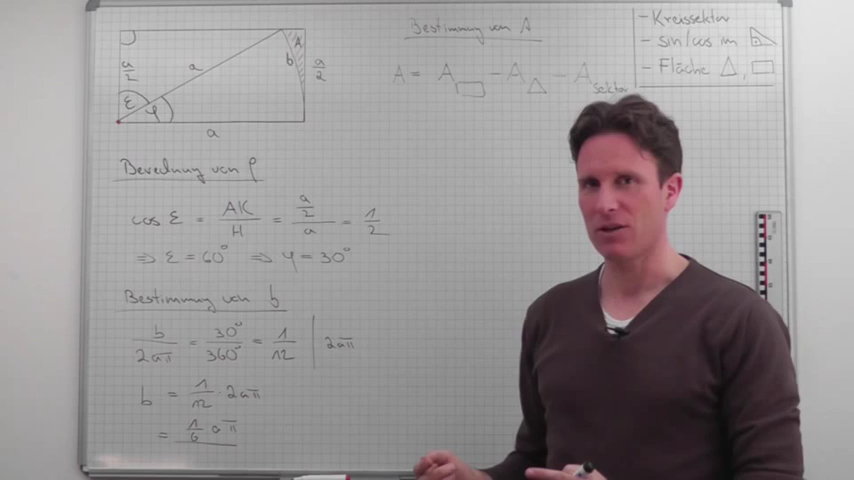 a/2
a
b
A
a/2
ε
φ
a
Berechnung von φ
cos ε = AK/H = (a/2)/a = 1/2
⇒ ε = 60° ⇒ φ = 30°
Bestimmung von b
b/2aπ = 30°/360° = 1/12 | 2aπ
b = 1/12 · 2aπ
= 1/6 aπ
Bestimmung von A
A = A▭ - A△ - A Sektor
- Kreissektor
- sin/cos im ◺
- Fläche △, ▭